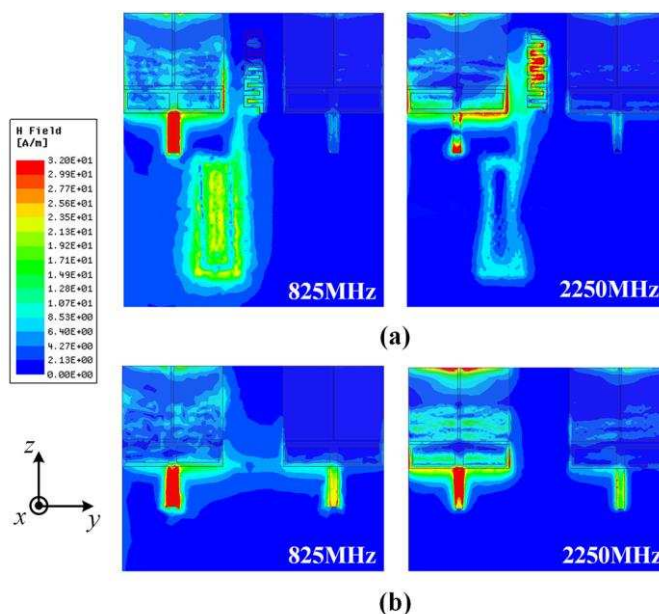 825MHz
2250MHz
(a)
H Field
[A/m]
3.20E+01
2.99E+01
2.77E+01
2.56E+01
2.35E+01
2.13E+01
1.92E+01
1.71E+01
1.49E+01
1.28E+01
1.07E+01
8.53E+00
6.40E+00
4.27E+00
2.13E+00
0.00E+00
z
x
y
825MHz
2250MHz
(b)